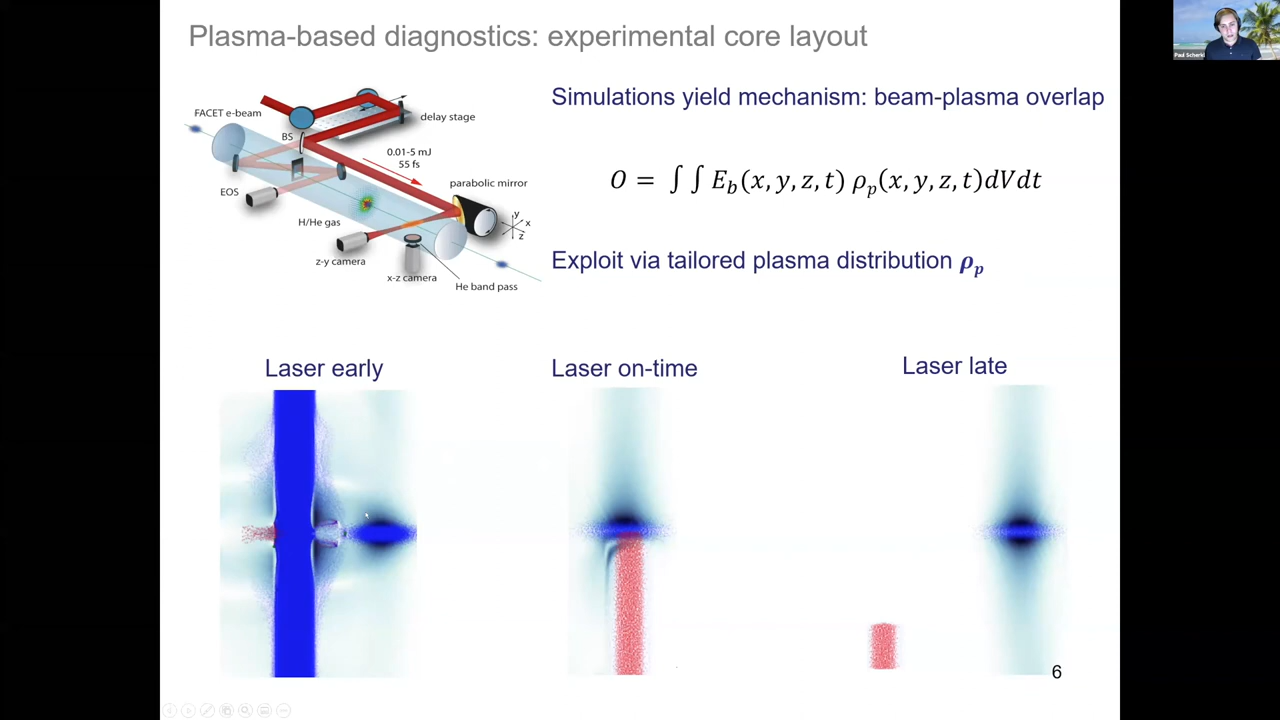 Plasma-based diagnostics: experimental core layout
Paul Scherkl
FACET e-beam
delay stage
BS
0.01-5 mJ
55 fs
parabolic mirror
EOS
H/He gas
y
x
z
z-y camera
x-z camera
He band pass
Simulations yield mechanism: beam-plasma overlap
O = ∫ ∫ E_b(x, y, z, t) ρ_p(x, y, z, t)dVdt
Exploit via tailored plasma distribution ρ_p
Laser early
Laser on-time
Laser late
6